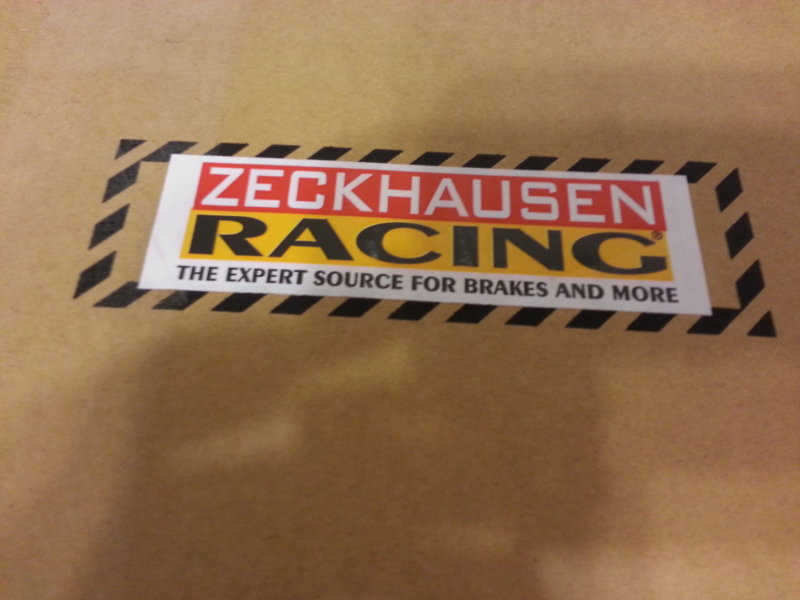 ZECKHAUSEN
RACING®
THE EXPERT SOURCE FOR BRAKES AND MORE